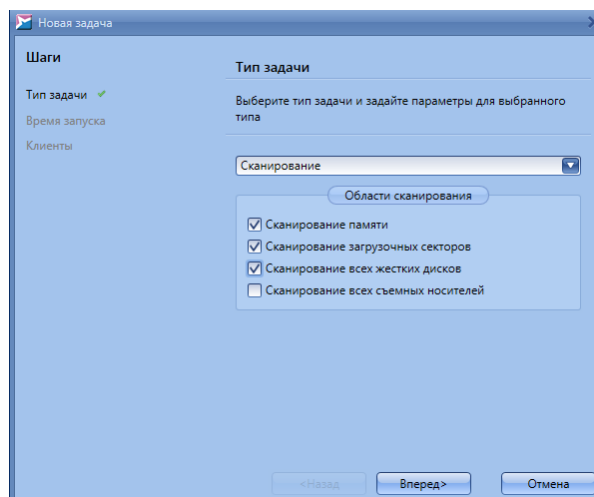 Новая задача
Шаги
Тип задачи
Время запуска
Клиенты
Тип задачи
Выберите тип задачи и задайте параметры для выбранного
типа
Сканирование
Области сканирования
Сканирование памяти
Сканирование загрузочных секторов
Сканирование всех жестких дисков
Сканирование всех съемных носителей
<Назад
Вперед>
Отмена